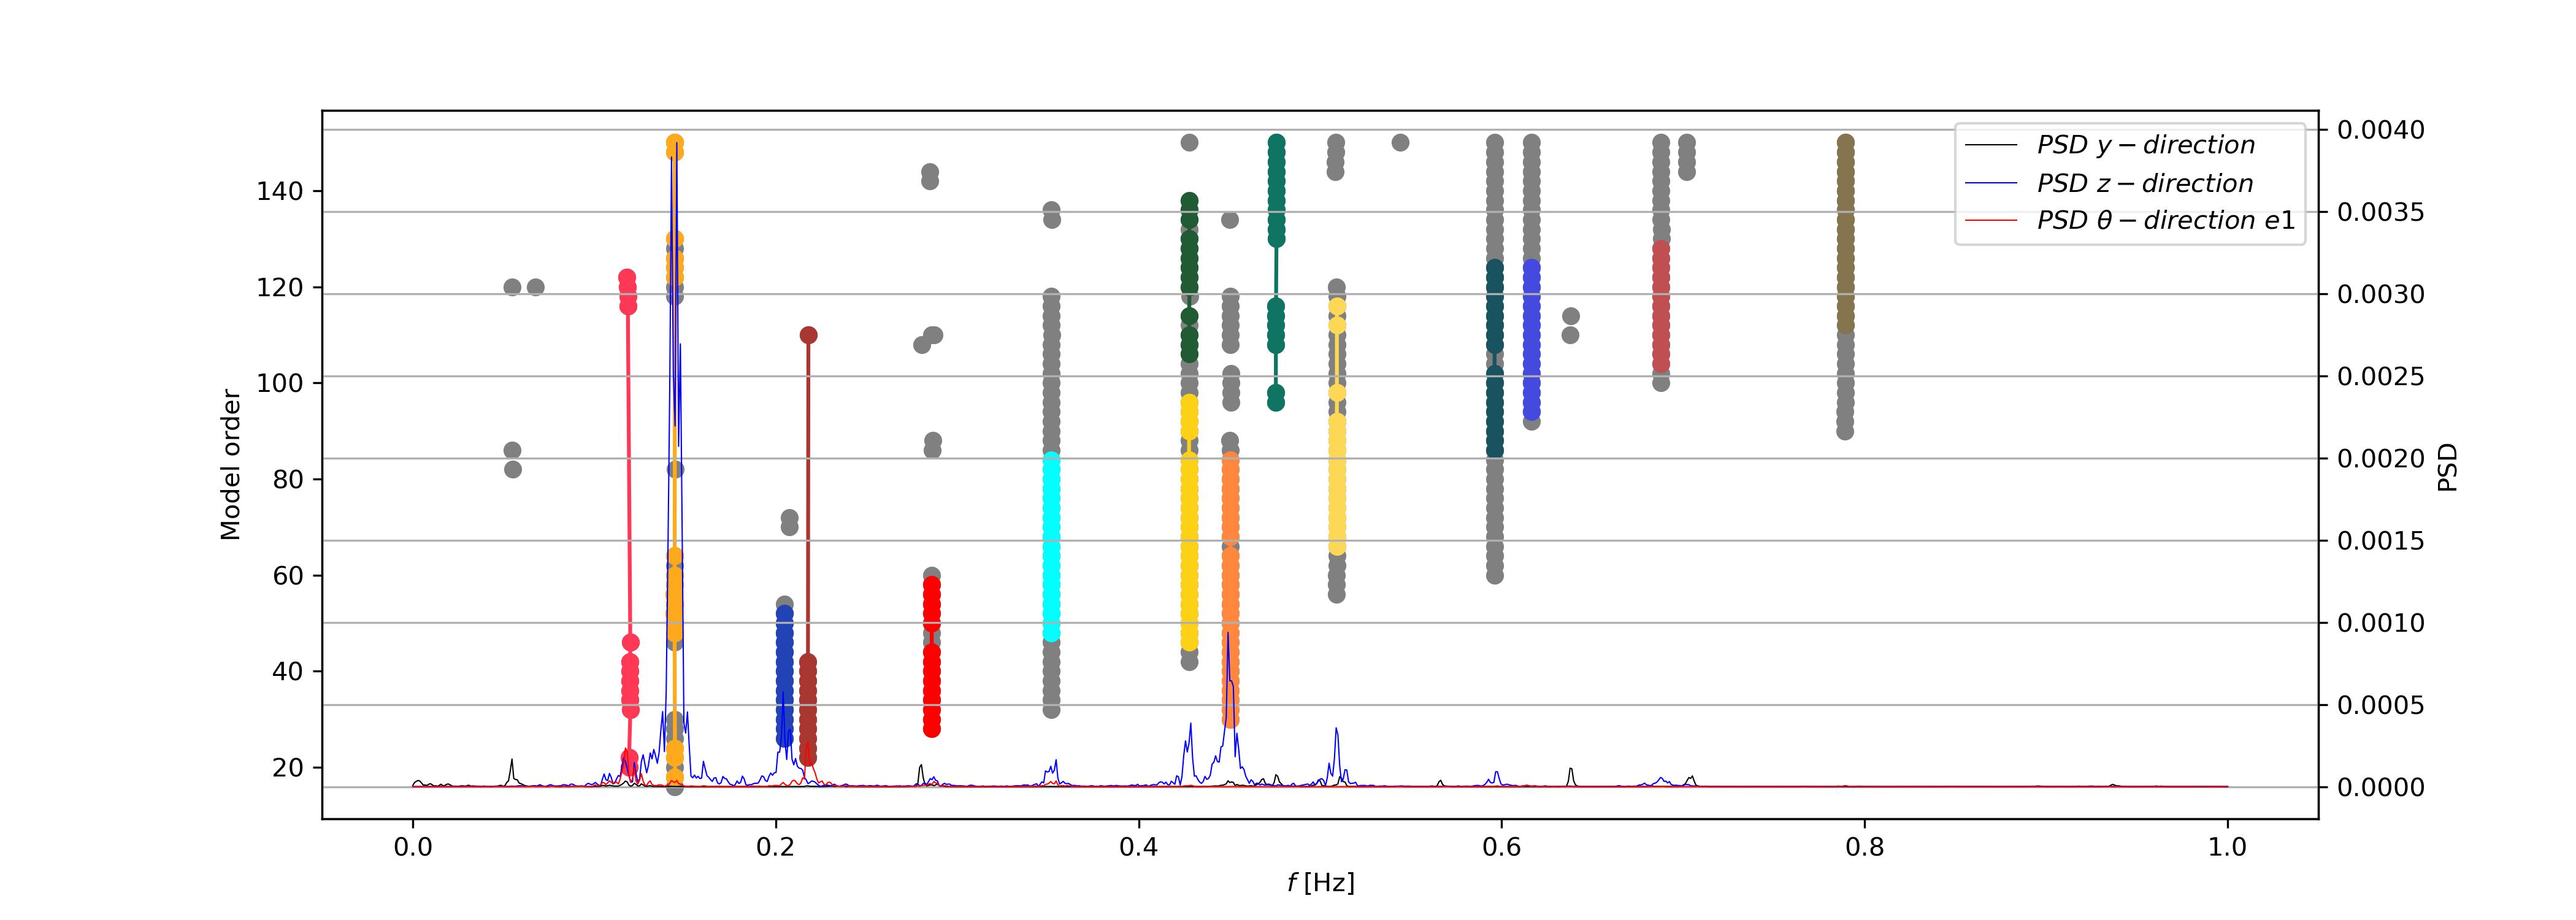 PSD y − direction
PSD z − direction
PSD θ − direction e1
Model order
140
120
100
80
60
40
20
0.0040
0.0035
0.0030
0.0025
0.0020
0.0015
0.0010
0.0005
0.0000
PSD
0.0 0.2 0.4 0.6 0.8 1.0
f [Hz]